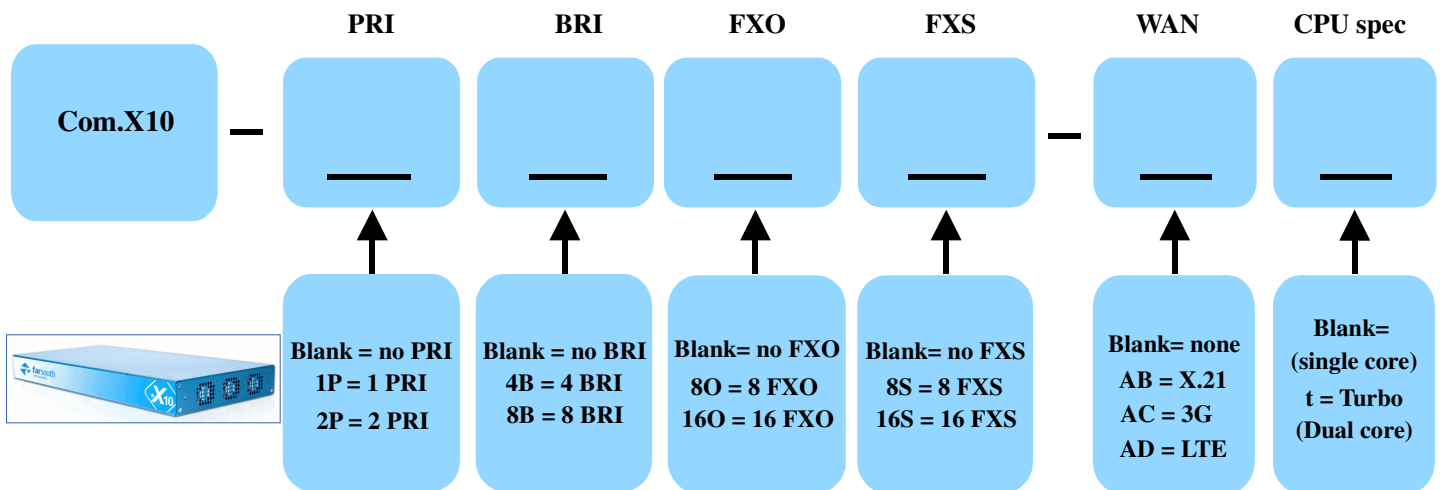 PRI BRI FXO FXS WAN CPU spec
Com.X10
Blank = no PRI
1P = 1 PRI
2P = 2 PRI
Blank = no BRI
4B = 4 BRI
8B = 8 BRI
Blank= no FXO
8O = 8 FXO
16O = 16 FXO
Blank= no FXS
8S = 8 FXS
16S = 16 FXS
Blank= none
AB = X.21
AC = 3G
AD = LTE
Blank=
(single core)
t = Turbo
(Dual core)
farsouth
X10